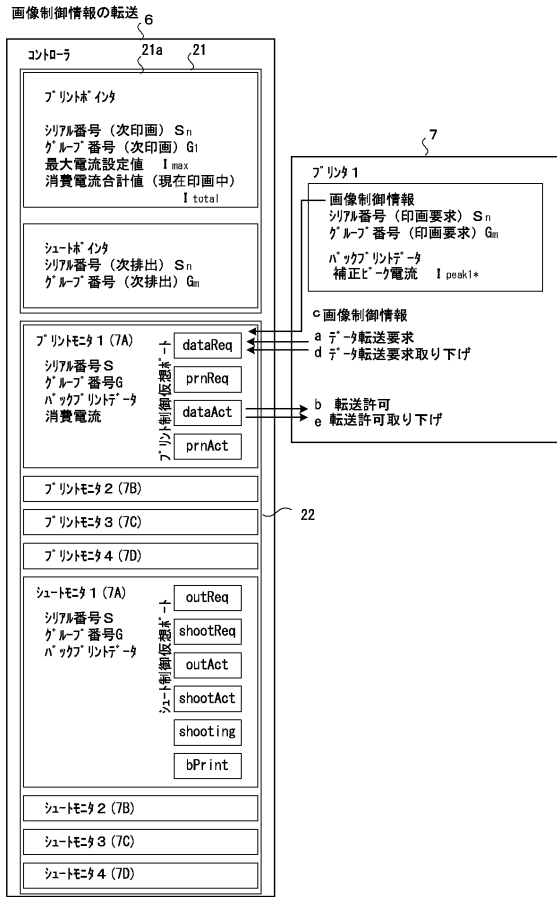 画像制御情報の転送
6
コントローラ
21a
21
プリントポインタ
シリアル番号（次印画）Sn
グループ番号（次印画）G1
最大電流設定値 Imax
消費電流合計値（現在印画中）
Itotal
シュートポインタ
シリアル番号（次排出）Sn
グループ番号（次排出）Gm
プリントモニタ1 (7A)
シリアル番号S
グループ番号G
バックプリントデータ
消費電流
プリント制御仮想ポート
dataReq
prnReq
dataAct
prnAct
プリントモニタ2 (7B)
プリントモニタ3 (7C)
プリントモニタ4 (7D)
22
シュートモニタ1 (7A)
シリアル番号S
グループ番号G
バックプリントデータ
シュート制御仮想ポート
outReq
shootReq
outAct
shootAct
shooting
bPrint
シュートモニタ2 (7B)
シュートモニタ3 (7C)
シュートモニタ4 (7D)
7
プリンタ1
画像制御情報
シリアル番号（印画要求）Sn
グループ番号（印画要求）Gm
バックプリントデータ
補正ピーク電流 Ipeak1*
c 画像制御情報
a データ転送要求
d データ転送要求取り下げ
b 転送許可
e 転送許可取り下げ